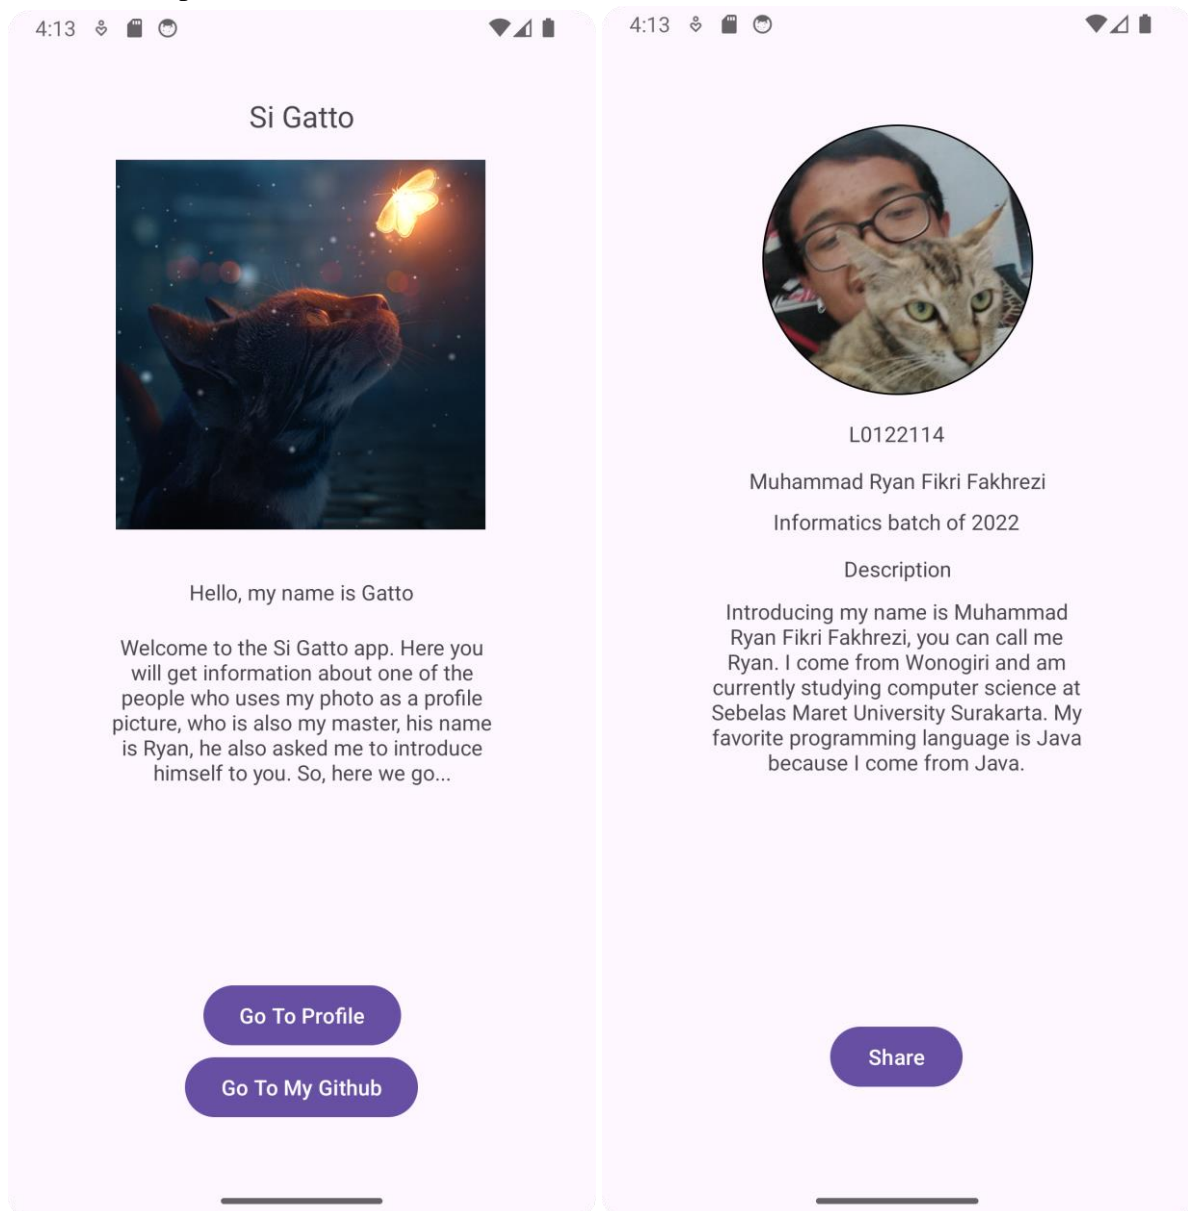 4:13
Si Gatto
Hello, my name is Gatto
Welcome to the Si Gatto app. Here you
will get information about one of the
people who uses my photo as a profile
picture, who is also my master, his name
is Ryan, he also asked me to introduce
himself to you. So, here we go...
Go To Profile
Go To My Github
4:13
L0122114
Muhammad Ryan Fikri Fakhrezi
Informatics batch of 2022
Description
Introducing my name is Muhammad
Ryan Fikri Fakhrezi, you can call me
Ryan. I come from Wonogiri and am
currently studying computer science at
Sebelas Maret University Surakarta. My
favorite programming language is Java
because I come from Java.
Share